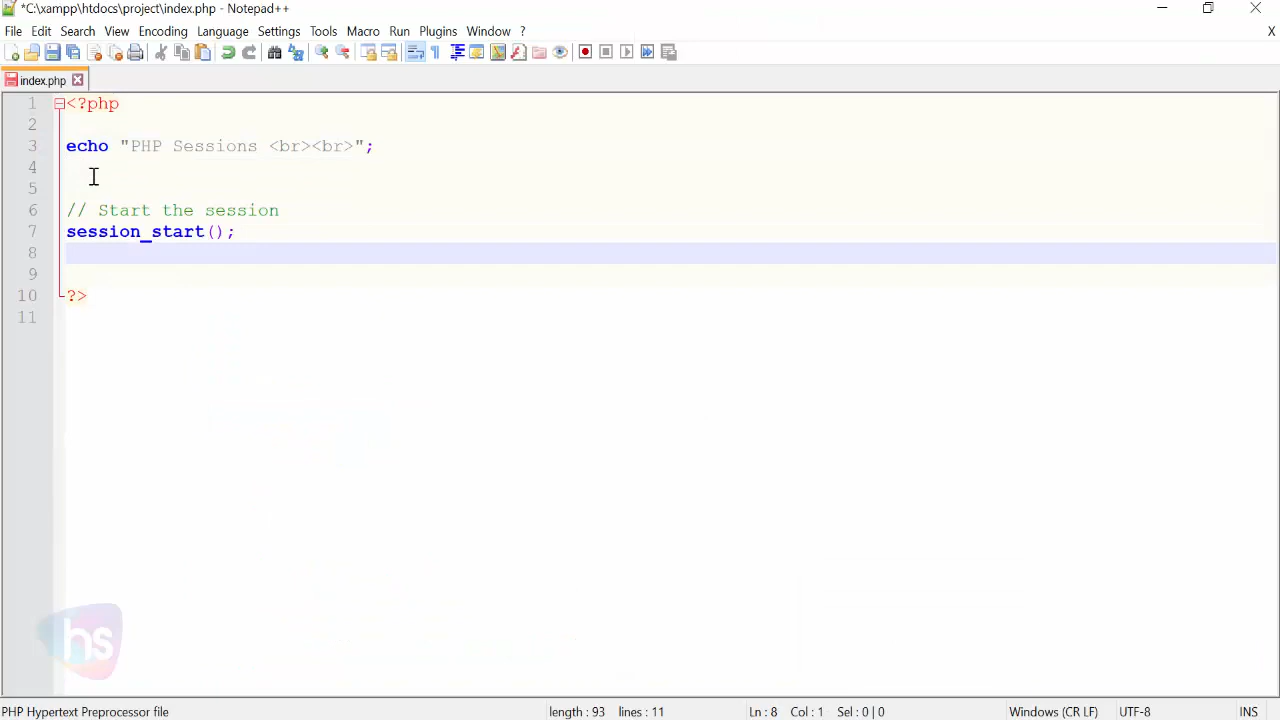 *C:\xampp\htdocs\project\index.php - Notepad++
File Edit Search View Encoding Language Settings Tools Macro Run Plugins Window ? X
index.php
1 <?php
2
3 echo "PHP Sessions <br><br>";
4
5
6 // Start the session
7 session_start();
8
9
10 ?>
11
hs
PHP Hypertext Preprocessor file length : 93 lines : 11 Ln : 8 Col : 1 Sel : 0 | 0 Windows (CR LF) UTF-8 INS